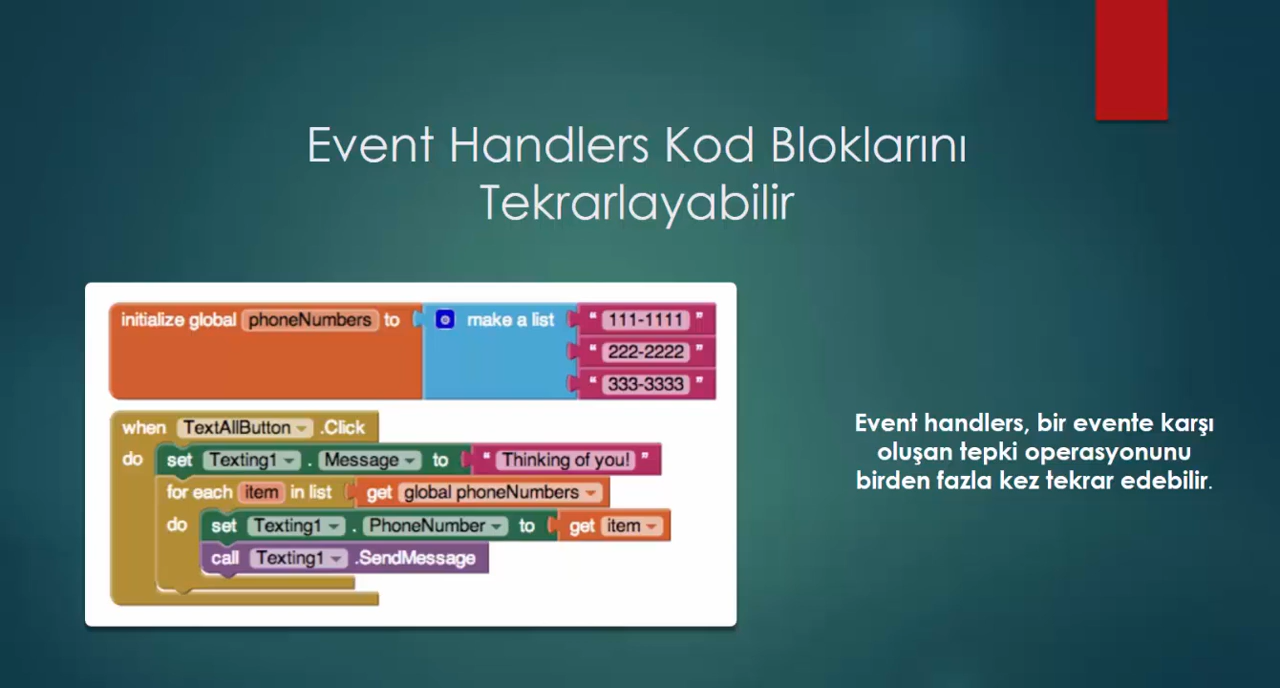 Event Handlers Kod Bloklarını
Tekrarlayabilir
initialize global phoneNumbers to make a list " 111-1111 "
" 222-2222 "
" 333-3333 "
when TextAllButton .Click
do set Texting1 . Message to " Thinking of you! "
for each item in list get global phoneNumbers
do set Texting1 . PhoneNumber to get item
call Texting1 .SendMessage
Event handlers, bir evente karşı
oluşan tepki operasyonunu
birden fazla kez tekrar edebilir.